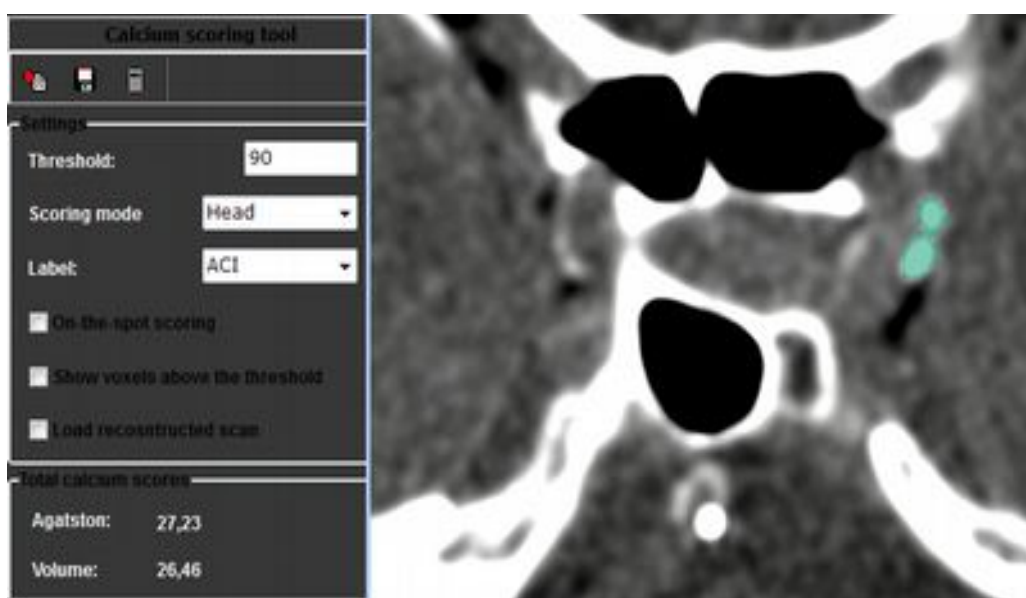 Calcium scoring tool
Settings
Threshold: 90
Scoring mode Head
Label: ACI
On-the-spot scoring
Show voxels above the threshold
Load recosntructed scan
Total calcium scores
Agatston: 27,23
Volume: 26,46